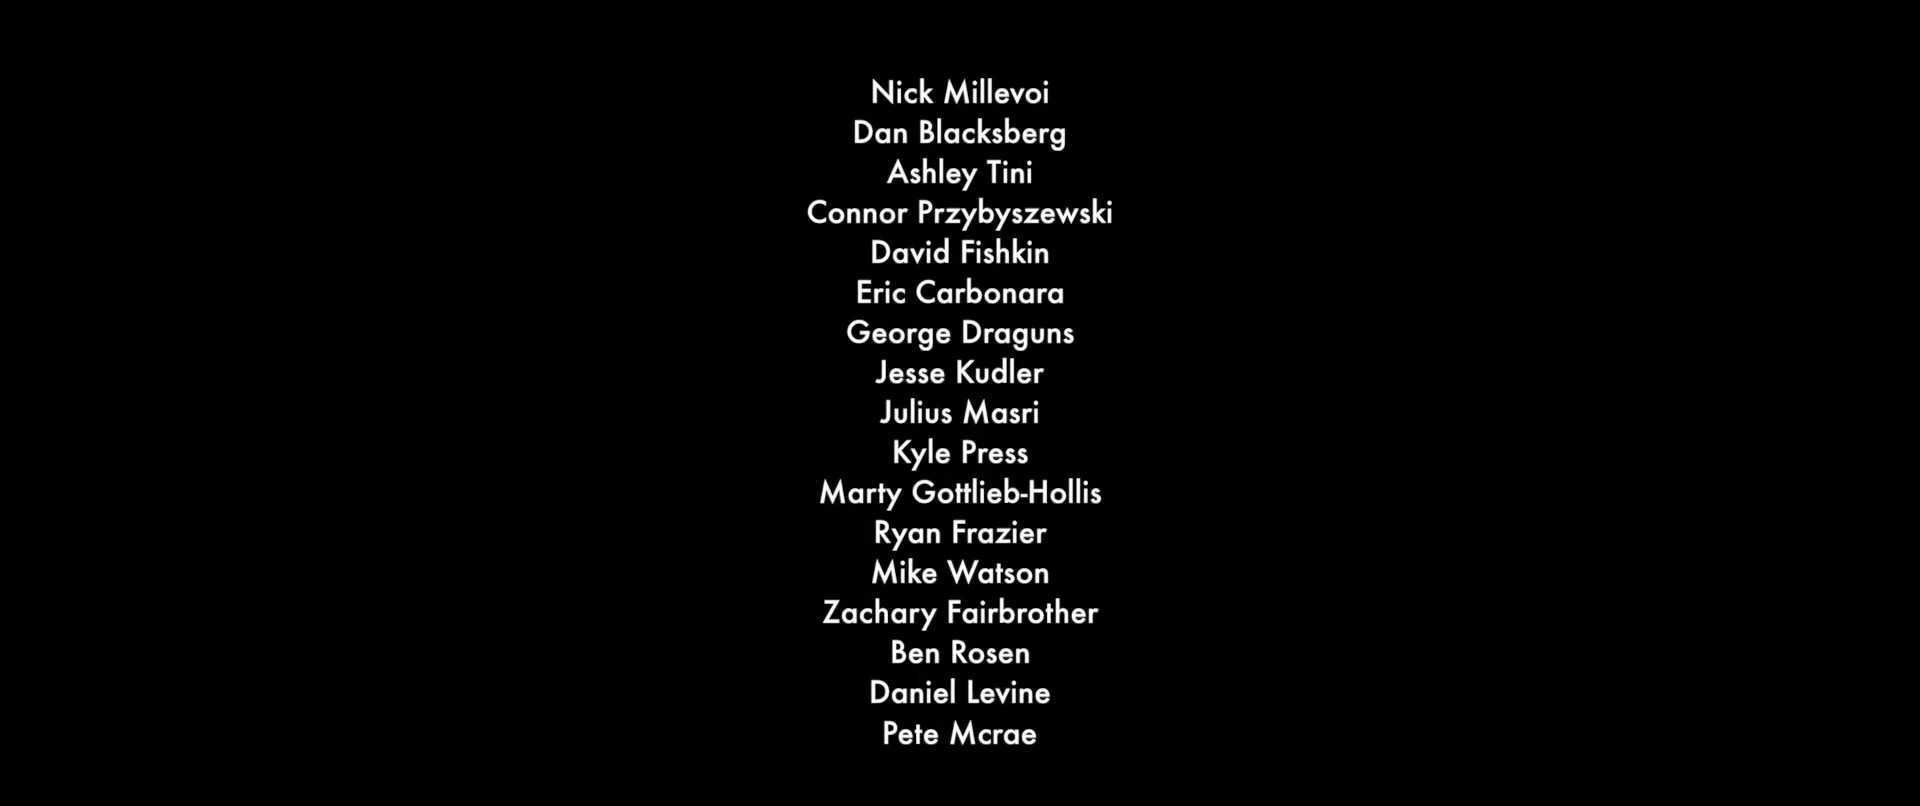 Nick Millevoi
Dan Blacksberg
Ashley Tini
Connor Przybyszewski
David Fishkin
Eric Carbonara
George Draguns
Jesse Kudler
Julius Masri
Kyle Press
Marty Gottlieb-Hollis
Ryan Frazier
Mike Watson
Zachary Fairbrother
Ben Rosen
Daniel Levine
Pete Mcrae